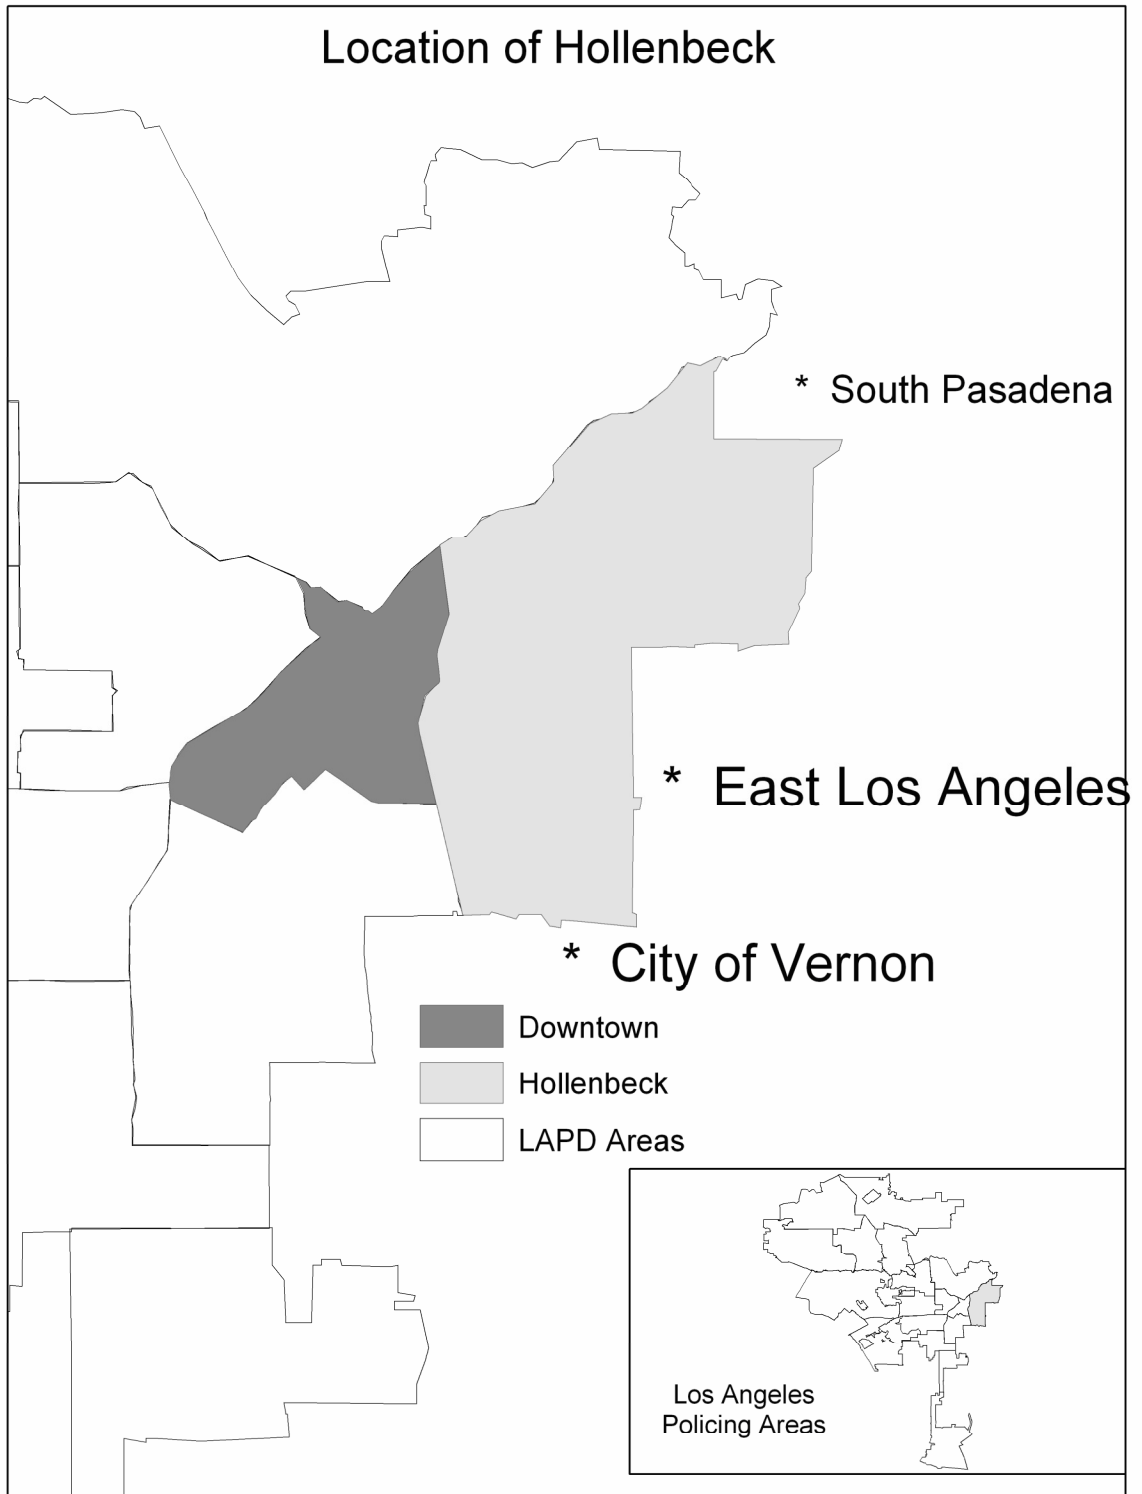 Location of Hollenbeck
* South Pasadena
* East Los Angeles
* City of Vernon
Downtown
Hollenbeck
LAPD Areas
Los Angeles
Policing Areas